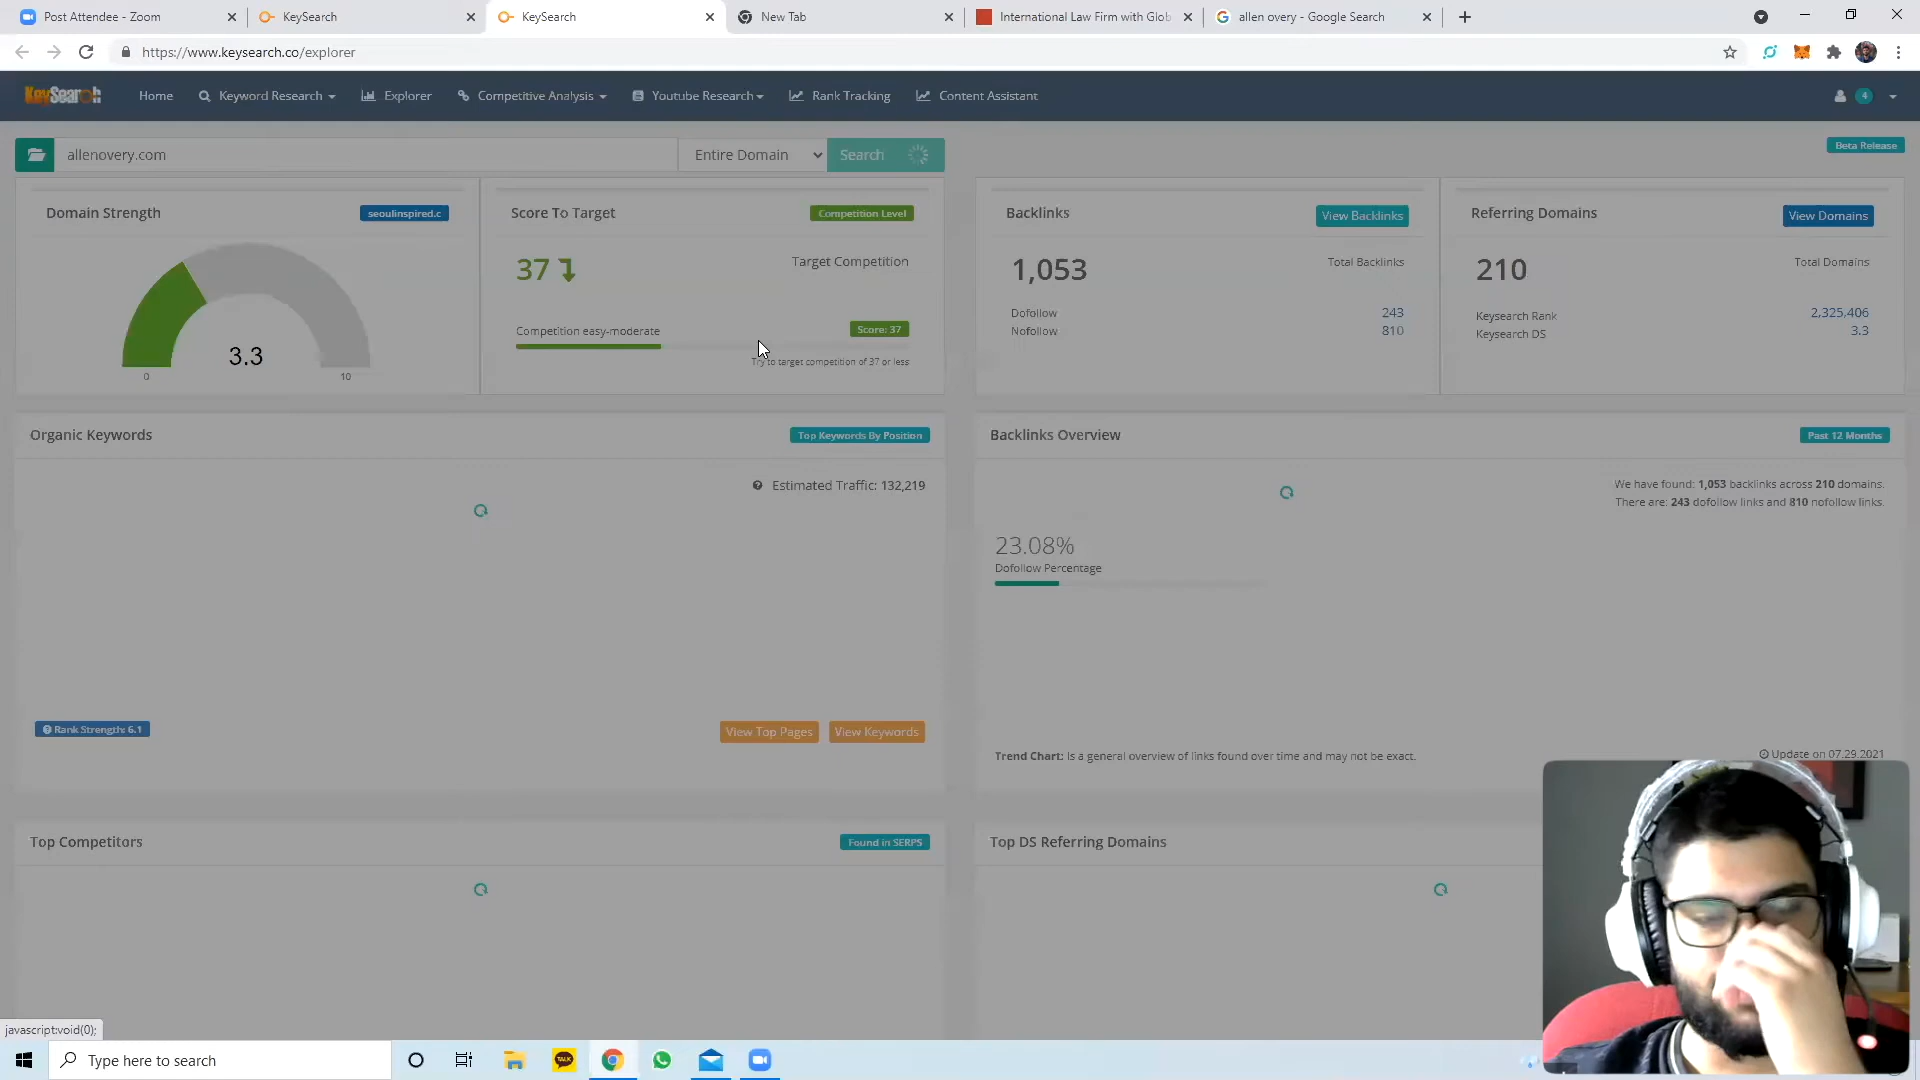 Post Attendee - Zoom
KeySearch
KeySearch
New Tab
International Law Firm with Glob
allen overy - Google Search
https://www.keysearch.co/explorer
KeySearch
Home
Keyword Research
Explorer
Competitive Analysis
Youtube Research
Rank Tracking
Content Assistant
4
allenovery.com
Entire Domain
Search
Beta Release
Domain Strength
seoulinspired.c
3.3
0
10
Score To Target
Competition Level
37
Target Competition
Competition easy-moderate
Score: 37
Try to target competition of 37 or less
Backlinks
View Backlinks
1,053
Total Backlinks
Dofollow
243
Nofollow
810
Referring Domains
View Domains
210
Total Domains
Keysearch Rank
2,325,406
Keysearch DS
3.3
Organic Keywords
Top Keywords By Position
Estimated Traffic: 132,219
Rank Strength: 6.1
View Top Pages
View Keywords
Backlinks Overview
Past 12 Months
We have found: 1,053 backlinks across 210 domains.
There are: 243 dofollow links and 810 nofollow links.
23.08%
Dofollow Percentage
Trend Chart: Is a general overview of links found over time and may not be exact.
Update on 07.29.2021
Top Competitors
Found in SERPS
Top DS Referring Domains
javascript:void(0);
Type here to search
TALK